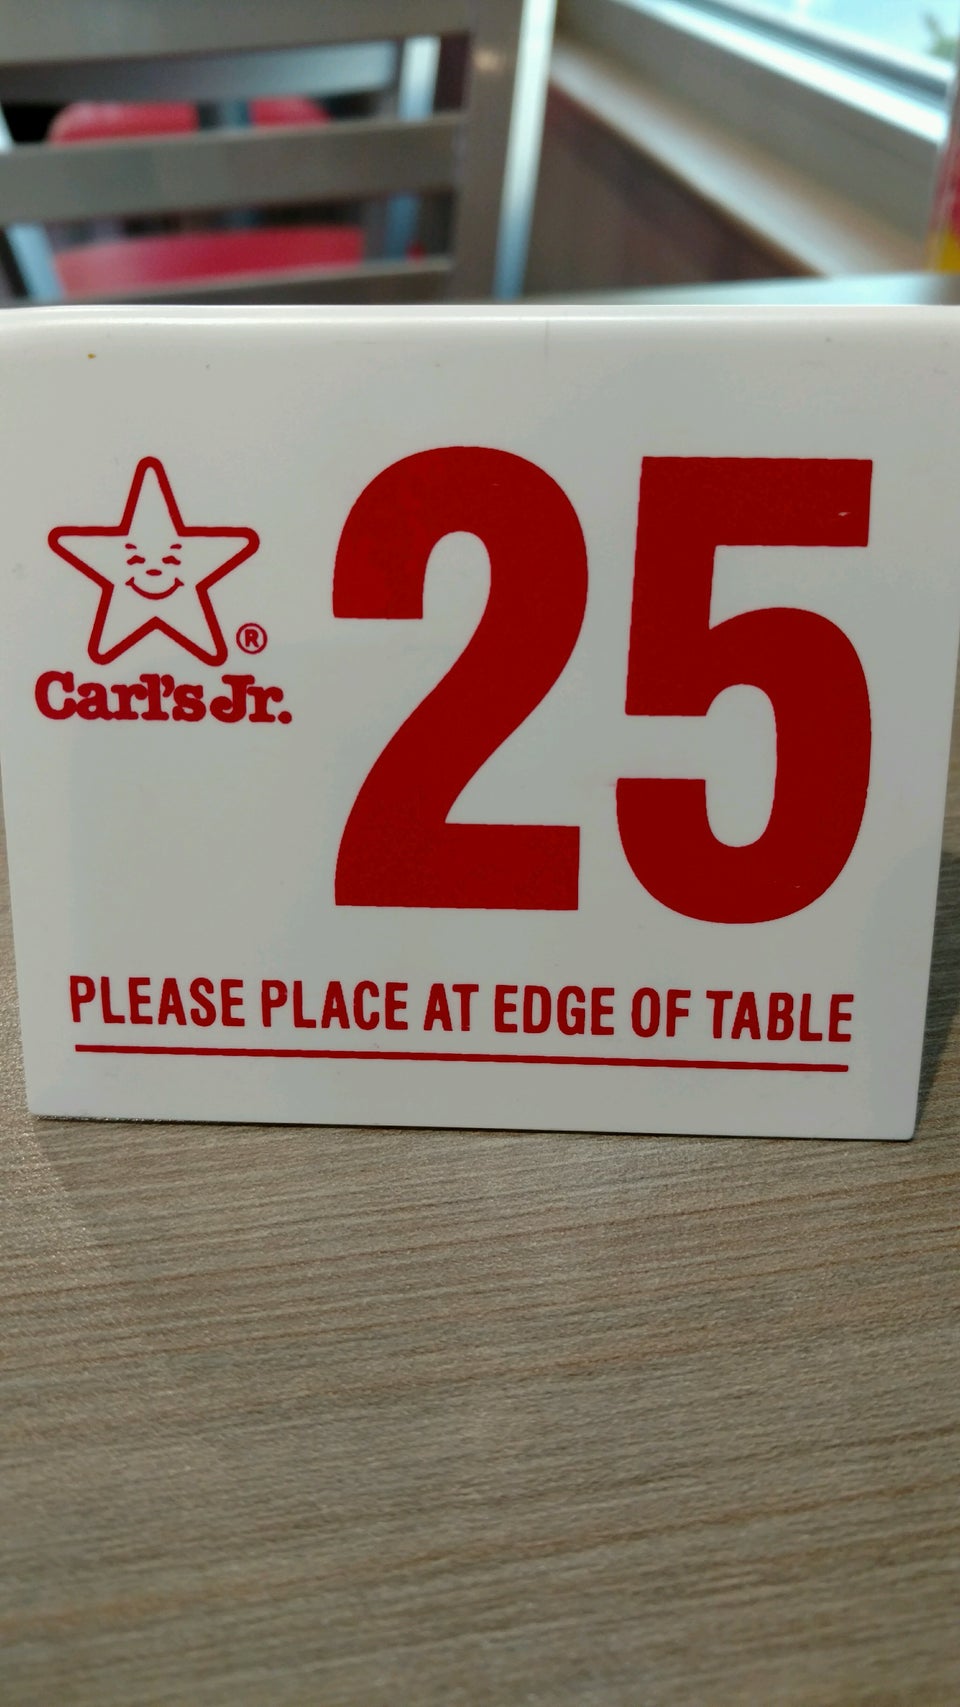 25
®
Carl's Jr.
PLEASE PLACE AT EDGE OF TABLE